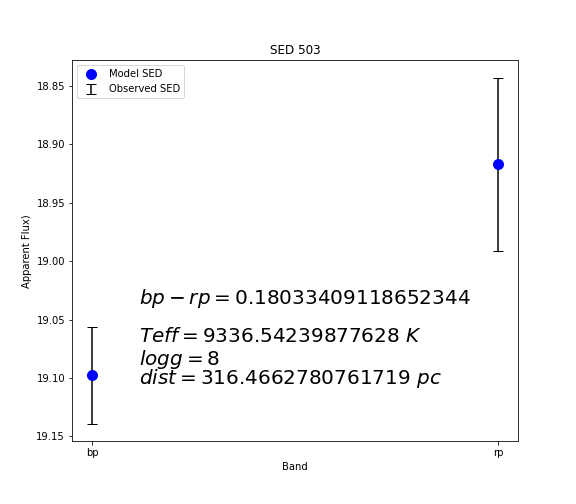 SED 503
Model SED
Observed SED
18.85
18.90
18.95
19.00
19.05
19.10
19.15
Apparent Flux)
bp − rp = 0.18033409118652344
Teff = 9336.54239877628 K
logg = 8
dist = 316.4662780761719 pc
bp
rp
Band